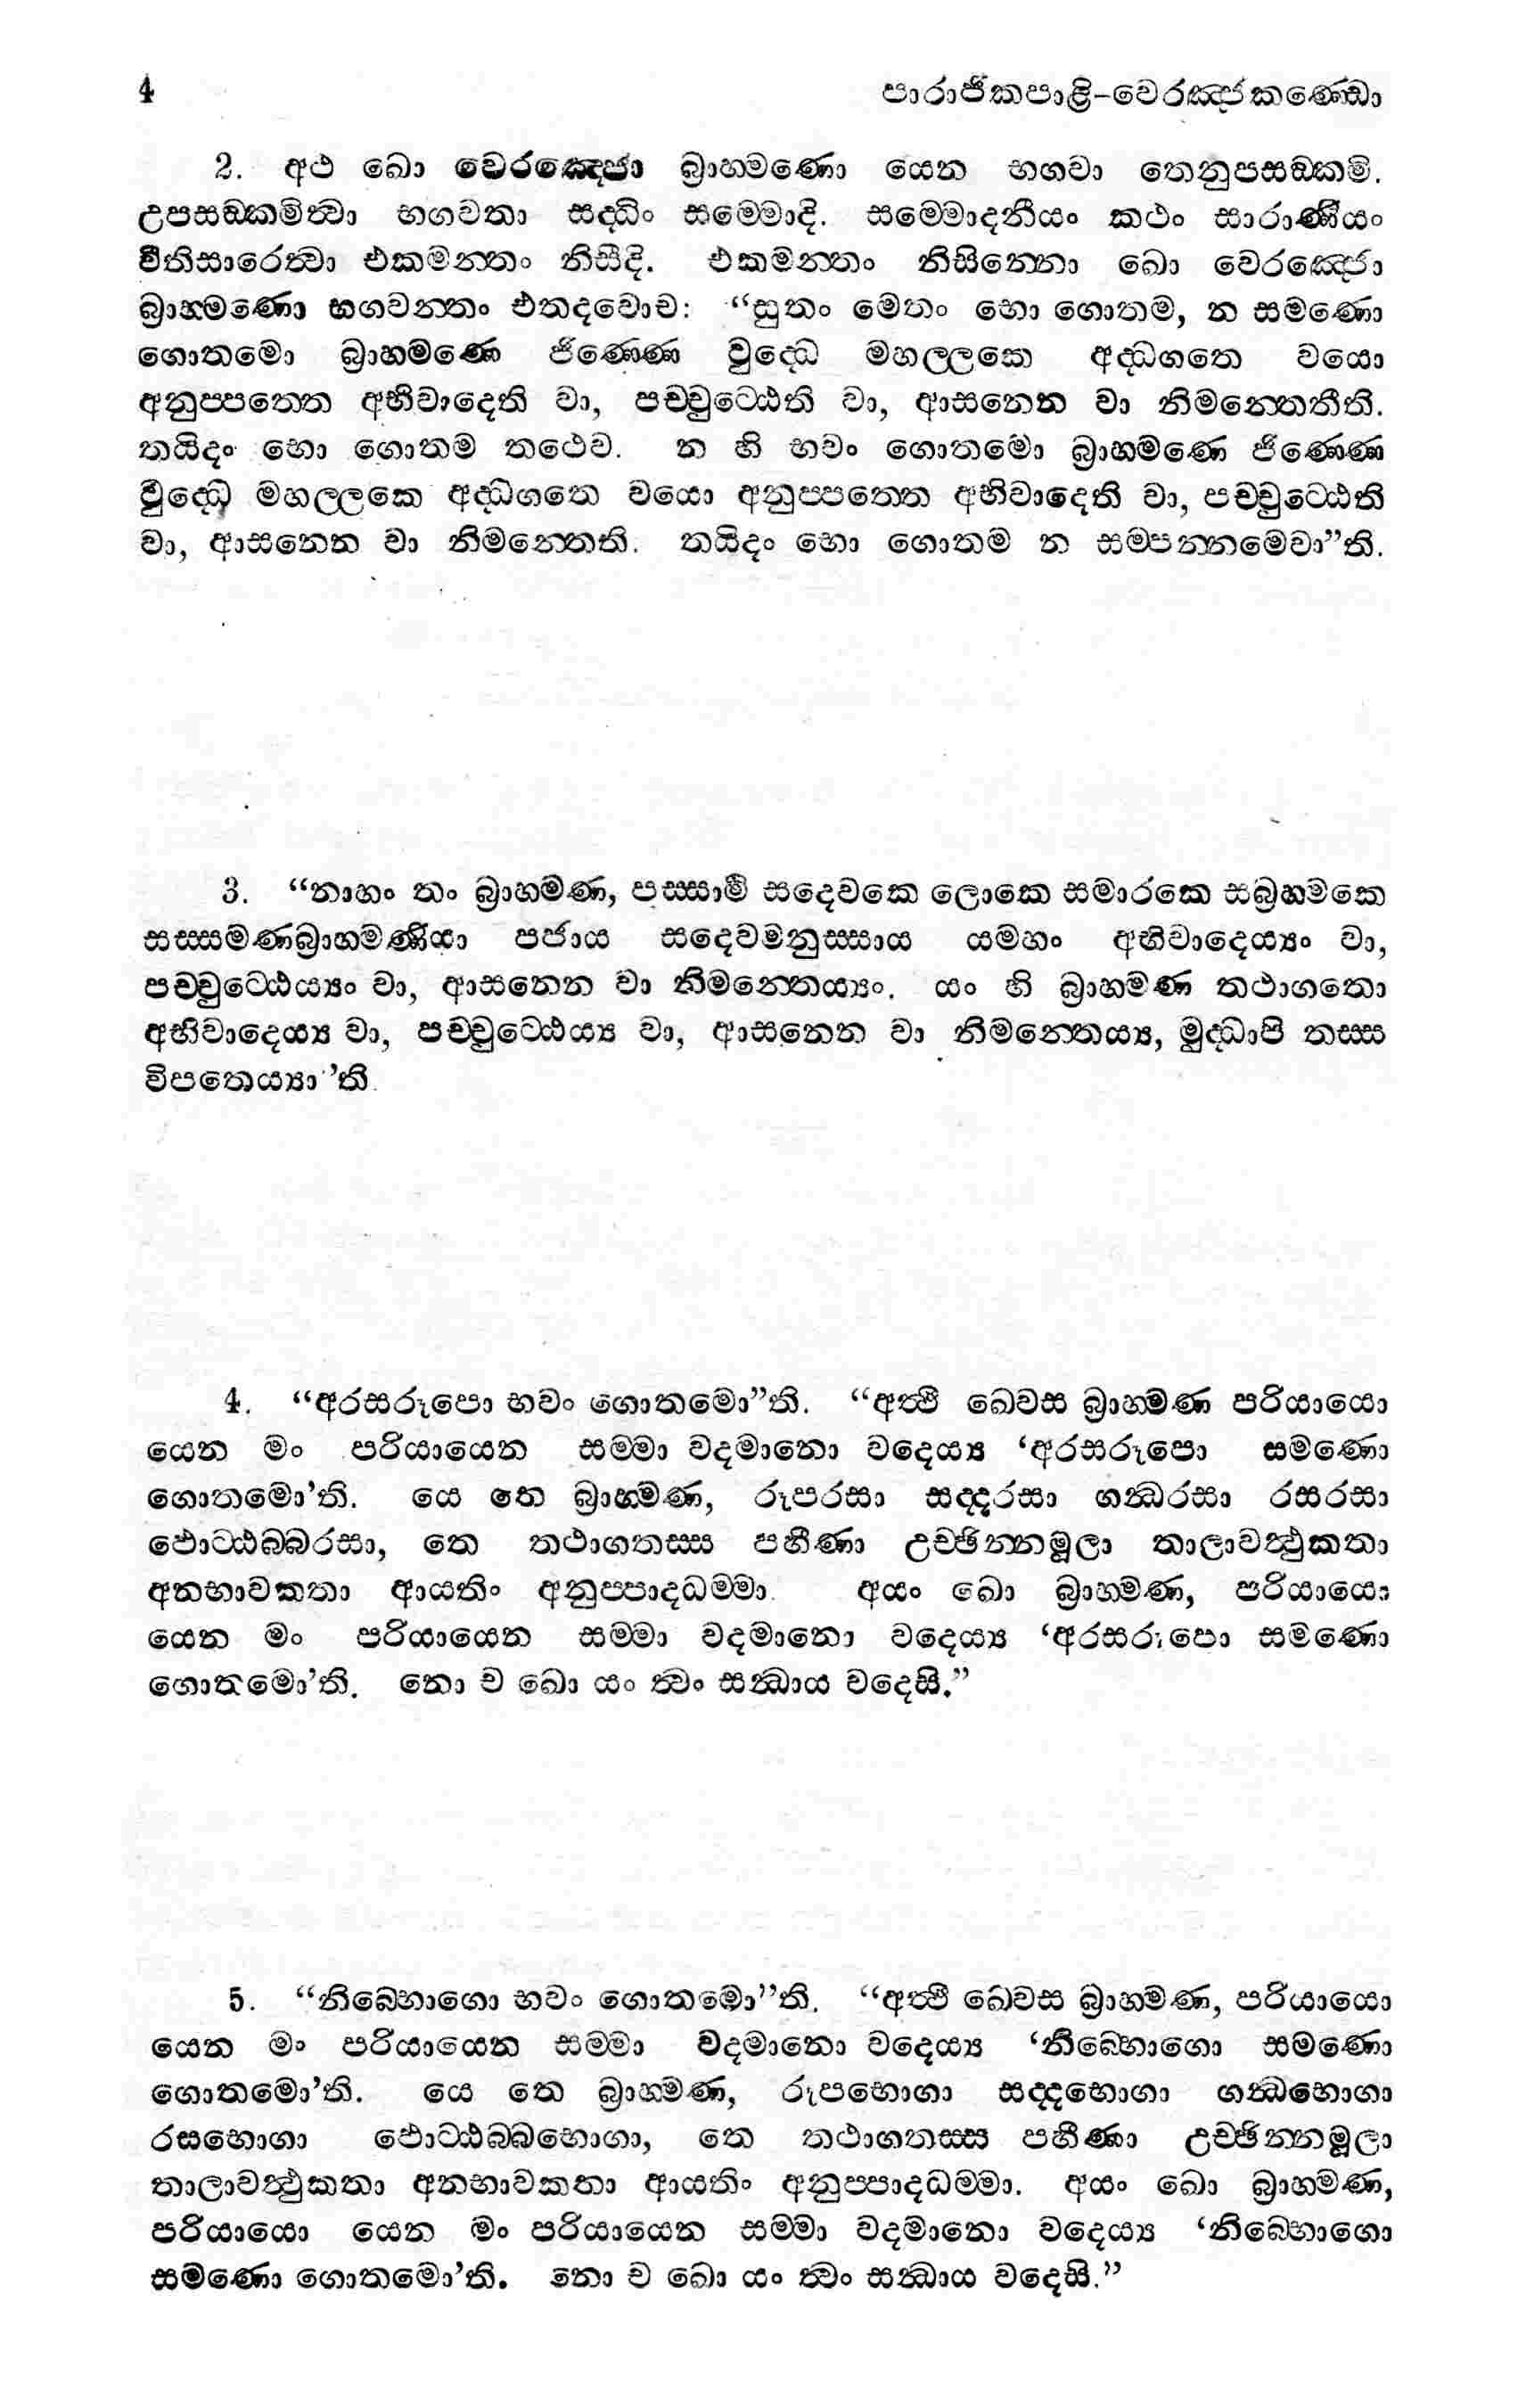 4 පාරාජිකපාළි-වෙරඤ්ජකණ්ඩො
2. අථ ඛො වෙරඤ්ජො බ්‍රාහ්මණො යෙන භගවා තෙනුපසඞ්කමි.
උපසඞ්කමිත්වා භගවතා සද්ධිං සම්මොදි. සම්මොදනීයං කථං සාරාණීයං
වීතිසාරෙත්වා එකමන්තං නිසීදි. එකමන්තං නිසින්නො ඛො වෙරඤ්ජො
බ්‍රාහ්මණො භගවන්තං එතදවොච: “සුතං මෙතං භො ගොතම, න සමණො
ගොතමො බ්‍රාහ්මණෙ ජිණ්ණෙ වුද්ධෙ මහල්ලකෙ අද්ධගතෙ වයො
අනුප්පත්තෙ අභිවාදෙති වා, පච්චුට්ඨෙති වා, ආසනෙන වා නිමන්තෙතීති.
තයිදං භො ගොතම තථෙව. න හි භවං ගොතමො බ්‍රාහ්මණෙ ජිණ්ණෙ
වුද්ධෙ මහල්ලකෙ අද්ධගතෙ වයො අනුප්පත්තෙ අභිවාදෙති වා, පච්චුට්ඨෙති
වා, ආසනෙන වා නිමන්තෙති. තයිදං භො ගොතම න සම්පන්නමෙවා”ති.
3. “නාහං තං බ්‍රාහ්මණ, පස්සාමි සදෙවකෙ ලොකෙ සමාරකෙ සබ්‍රහ්මකෙ
සස්සමණබ්‍රාහ්මණියා පජාය සදෙවමනුස්සාය යමහං අභිවාදෙය්‍යං වා,
පච්චුට්ඨෙය්‍යං වා, ආසනෙන වා නිමන්තෙය්‍යං. යං හි බ්‍රාහ්මණ තථාගතො
අභිවාදෙය්‍ය වා, පච්චුට්ඨෙය්‍ය වා, ආසනෙන වා නිමන්තෙය්‍ය, මුද්ධාපි තස්ස
විපතෙය්‍යා”ති.
4. “අරසරූපො භවං ගොතමො”ති. “අත්ථි ඛ්වෙස බ්‍රාහ්මණ පරියායො
යෙන මං පරියායෙන සම්මා වදමානො වදෙය්‍ය ‘අරසරූපො සමණො
ගොතමො’ති. යෙ තෙ බ්‍රාහ්මණ, රූපරසා සද්දරසා ගන්ධරසා රසරසා
ඵොට්ඨබ්බරසා, තෙ තථාගතස්ස පහීණා උච්ඡින්නමූලා තාලාවත්ථුකතා
අනභාවකතා ආයතිං අනුප්පාදධම්මා. අයං ඛො බ්‍රාහ්මණ, පරියායො
යෙන මං පරියායෙන සම්මා වදමානො වදෙය්‍ය ‘අරසරූපො සමණො
ගොතමො’ති. නො ච ඛො යං ත්වං සන්ධාය වදෙසි.”
5. “නිබ්භොගො භවං ගොතමො”ති. “අත්ථි ඛ්වෙස බ්‍රාහ්මණ, පරියායො
යෙන මං පරියායෙන සම්මා වදමානො වදෙය්‍ය ‘නිබ්භොගො සමණො
ගොතමො’ති. යෙ තෙ බ්‍රාහ්මණ, රූපභොගා සද්දභොගා ගන්ධභොගා
රසභොගා ඵොට්ඨබ්බභොගා, තෙ තථාගතස්ස පහීණා උච්ඡින්නමූලා
තාලාවත්ථුකතා අනභාවකතා ආයතිං අනුප්පාදධම්මා. අයං ඛො බ්‍රාහ්මණ,
පරියායො යෙන මං පරියායෙන සම්මා වදමානො වදෙය්‍ය ‘නිබ්භොගො
සමණො ගොතමො’ති. නො ච ඛො යං ත්වං සන්ධාය වදෙසි.”